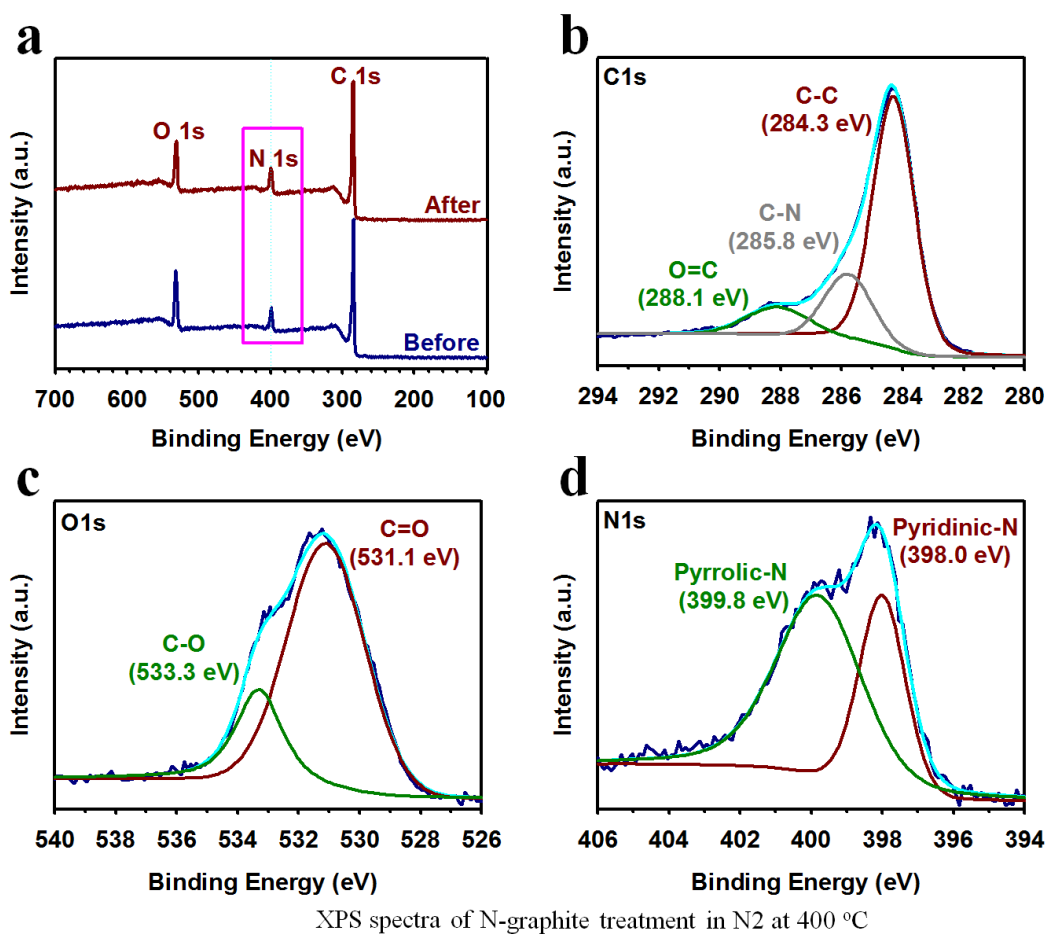 a
O 1s
N 1s
C 1s
After
Before
Intensity (a.u.)
700 600 500 400 300 200 100
Binding Energy (eV)
b
C1s
C-C
(284.3 eV)
C-N
(285.8 eV)
O=C
(288.1 eV)
Intensity (a.u.)
294 292 290 288 286 284 282 280
Binding Energy (eV)
c
O1s
C=O
(531.1 eV)
C-O
(533.3 eV)
Intensity (a.u.)
540 538 536 534 532 530 528 526
Binding Energy (eV)
d
N1s
Pyridinic-N
(398.0 eV)
Pyrrolic-N
(399.8 eV)
Intensity (a.u.)
406 404 402 400 398 396 394
Binding Energy (eV)
XPS spectra of N-graphite treatment in N2 at 400 °C